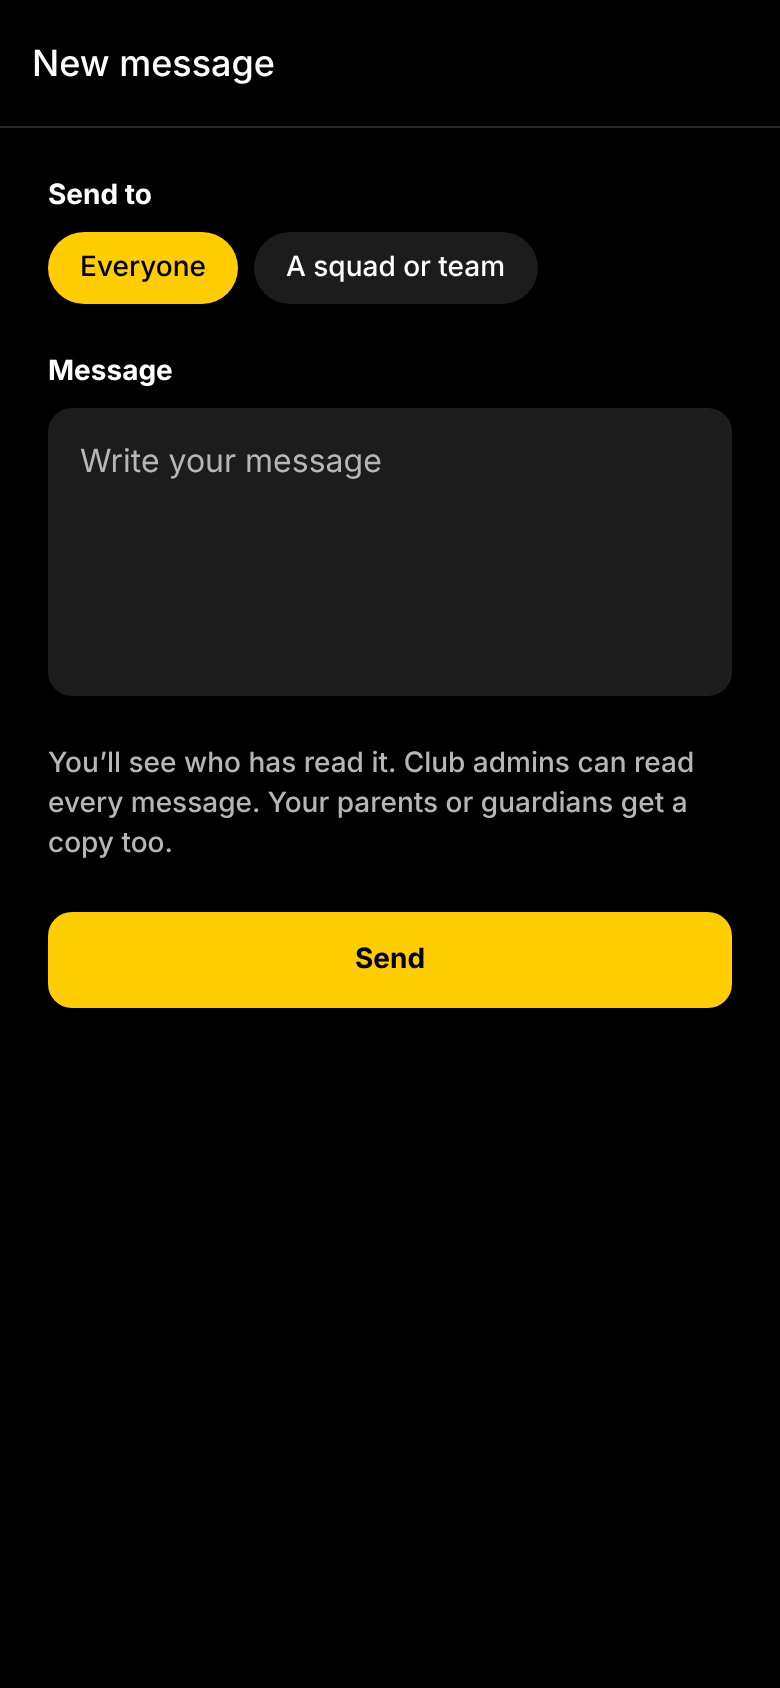 New message
Send to
Everyone
A squad or team
Message
Write your message
You’ll see who has read it. Club admins can read
every message. Your parents or guardians get a
copy too.
Send